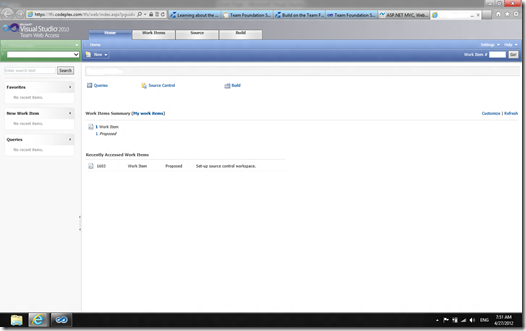 https://tfs.codeplex.com/tfs/web/index.aspx?pguid=
Learning about the ...
Team Foundation S...
Build on the Team F...
Team Foundation S...
ASP.NET MVC, Web...
Visual Studio 2010
Team Web Access
Home
Work Items
Source
Build
Home
Settings
Help
New
Work Item #
Go!
Enter search text
Search
Favorites
No recent items.
New Work Item
No recent items.
Queries
No recent items.
Queries
Source Control
Build
Work Items Summary (My work items)
Customize | Refresh
1 Work Item
1 Proposed
Recently Accessed Work Items
1603 Work Item Proposed Set-up source control workspace.
ENG
7:51 AM
4/27/2012